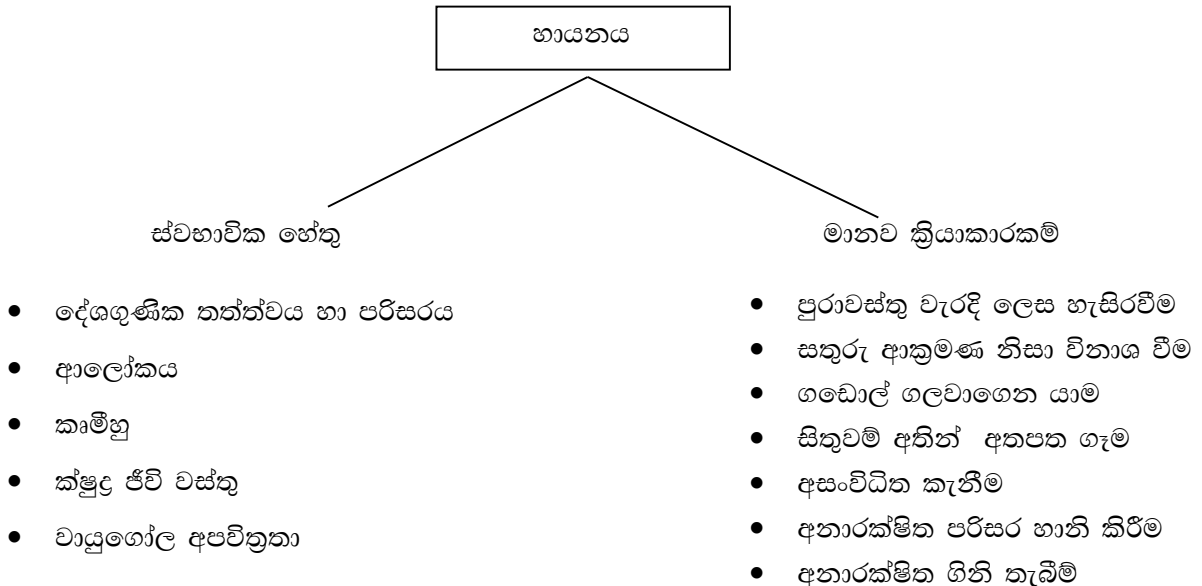 හායනය
ස්වභාවික හේතු
• දේශගුණික තත්ත්වය හා පරිසරය
• ආලෝකය
• කෘමීහු
• ක්ෂුද්‍ර ජීවි වස්තු
• වායුගෝල අපවිත්‍රතා
මානව ක්‍රියාකාරකම්
• පුරාවස්තු වැරදි ලෙස හැසිරවීම
• සතුරු ආක්‍රමණ නිසා විනාශ වීම
• ගඩොල් ගලවාගෙන යාම
• සිතුවම් අතින් අතපත ගෑම
• අසංවිධිත කැනීම
• අනාරක්ෂිත පරිසර හානි කිරීම
• අනාරක්ෂිත ගිනි තැබීම්